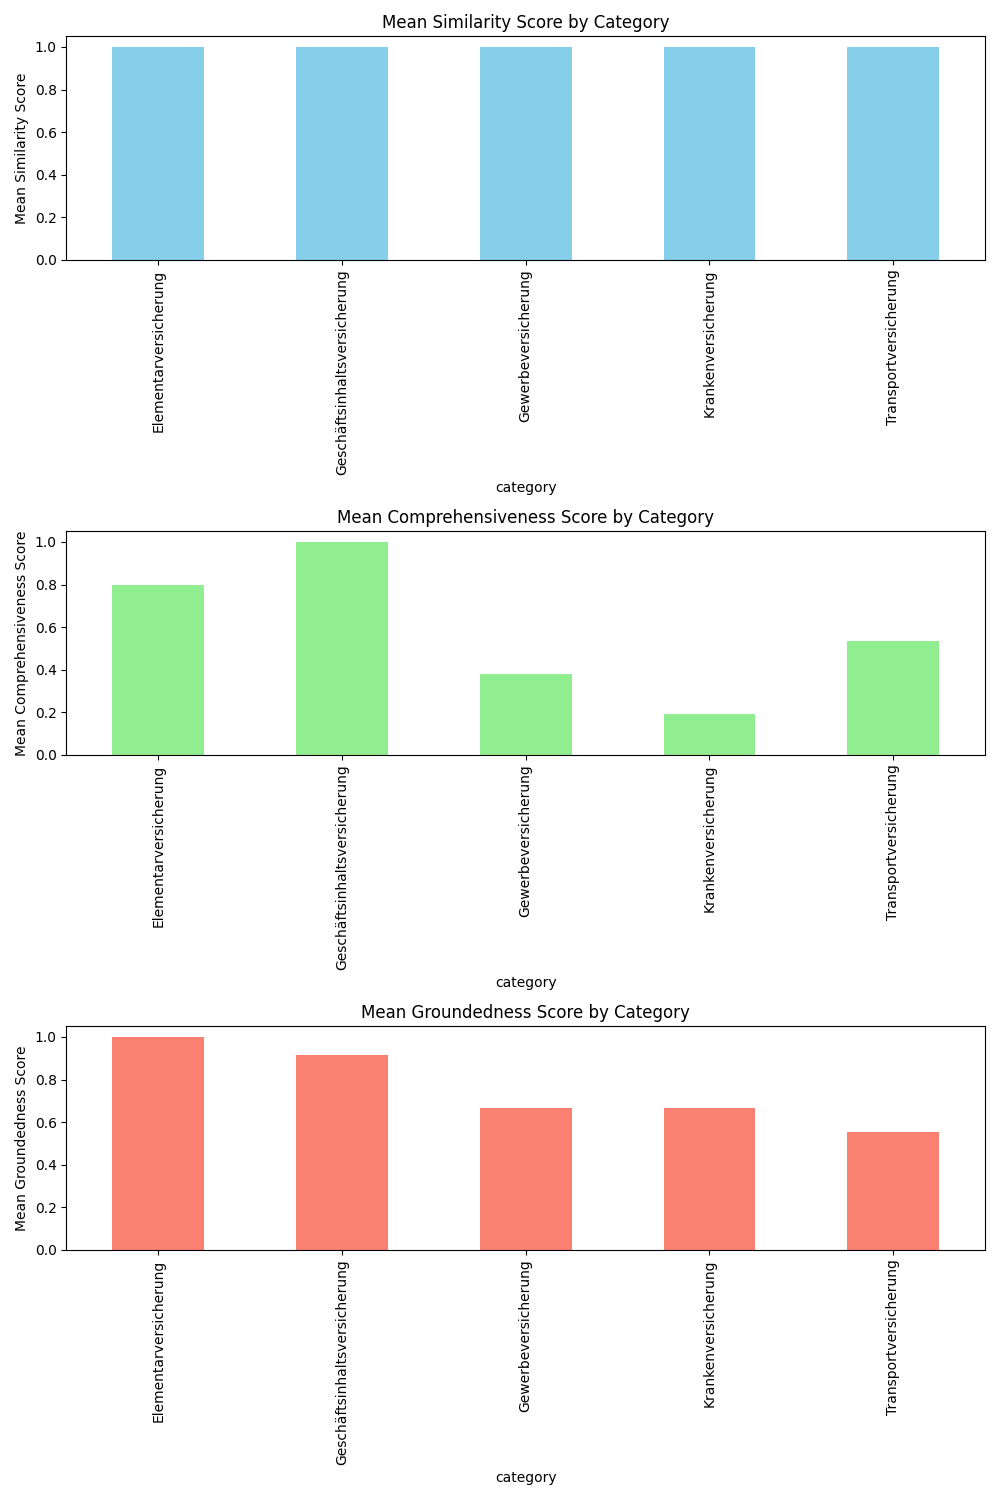 Mean Similarity Score by Category
Mean Similarity Score
1.0
0.8
0.6
0.4
0.2
0.0
Elementarversicherung
Geschäftsinhaltsversicherung
Gewerbeversicherung
Krankenversicherung
Transportversicherung
category
Mean Comprehensiveness Score by Category
Mean Comprehensiveness Score
1.0
0.8
0.6
0.4
0.2
0.0
Elementarversicherung
Geschäftsinhaltsversicherung
Gewerbeversicherung
Krankenversicherung
Transportversicherung
category
Mean Groundedness Score by Category
Mean Groundedness Score
1.0
0.8
0.6
0.4
0.2
0.0
Elementarversicherung
Geschäftsinhaltsversicherung
Gewerbeversicherung
Krankenversicherung
Transportversicherung
category